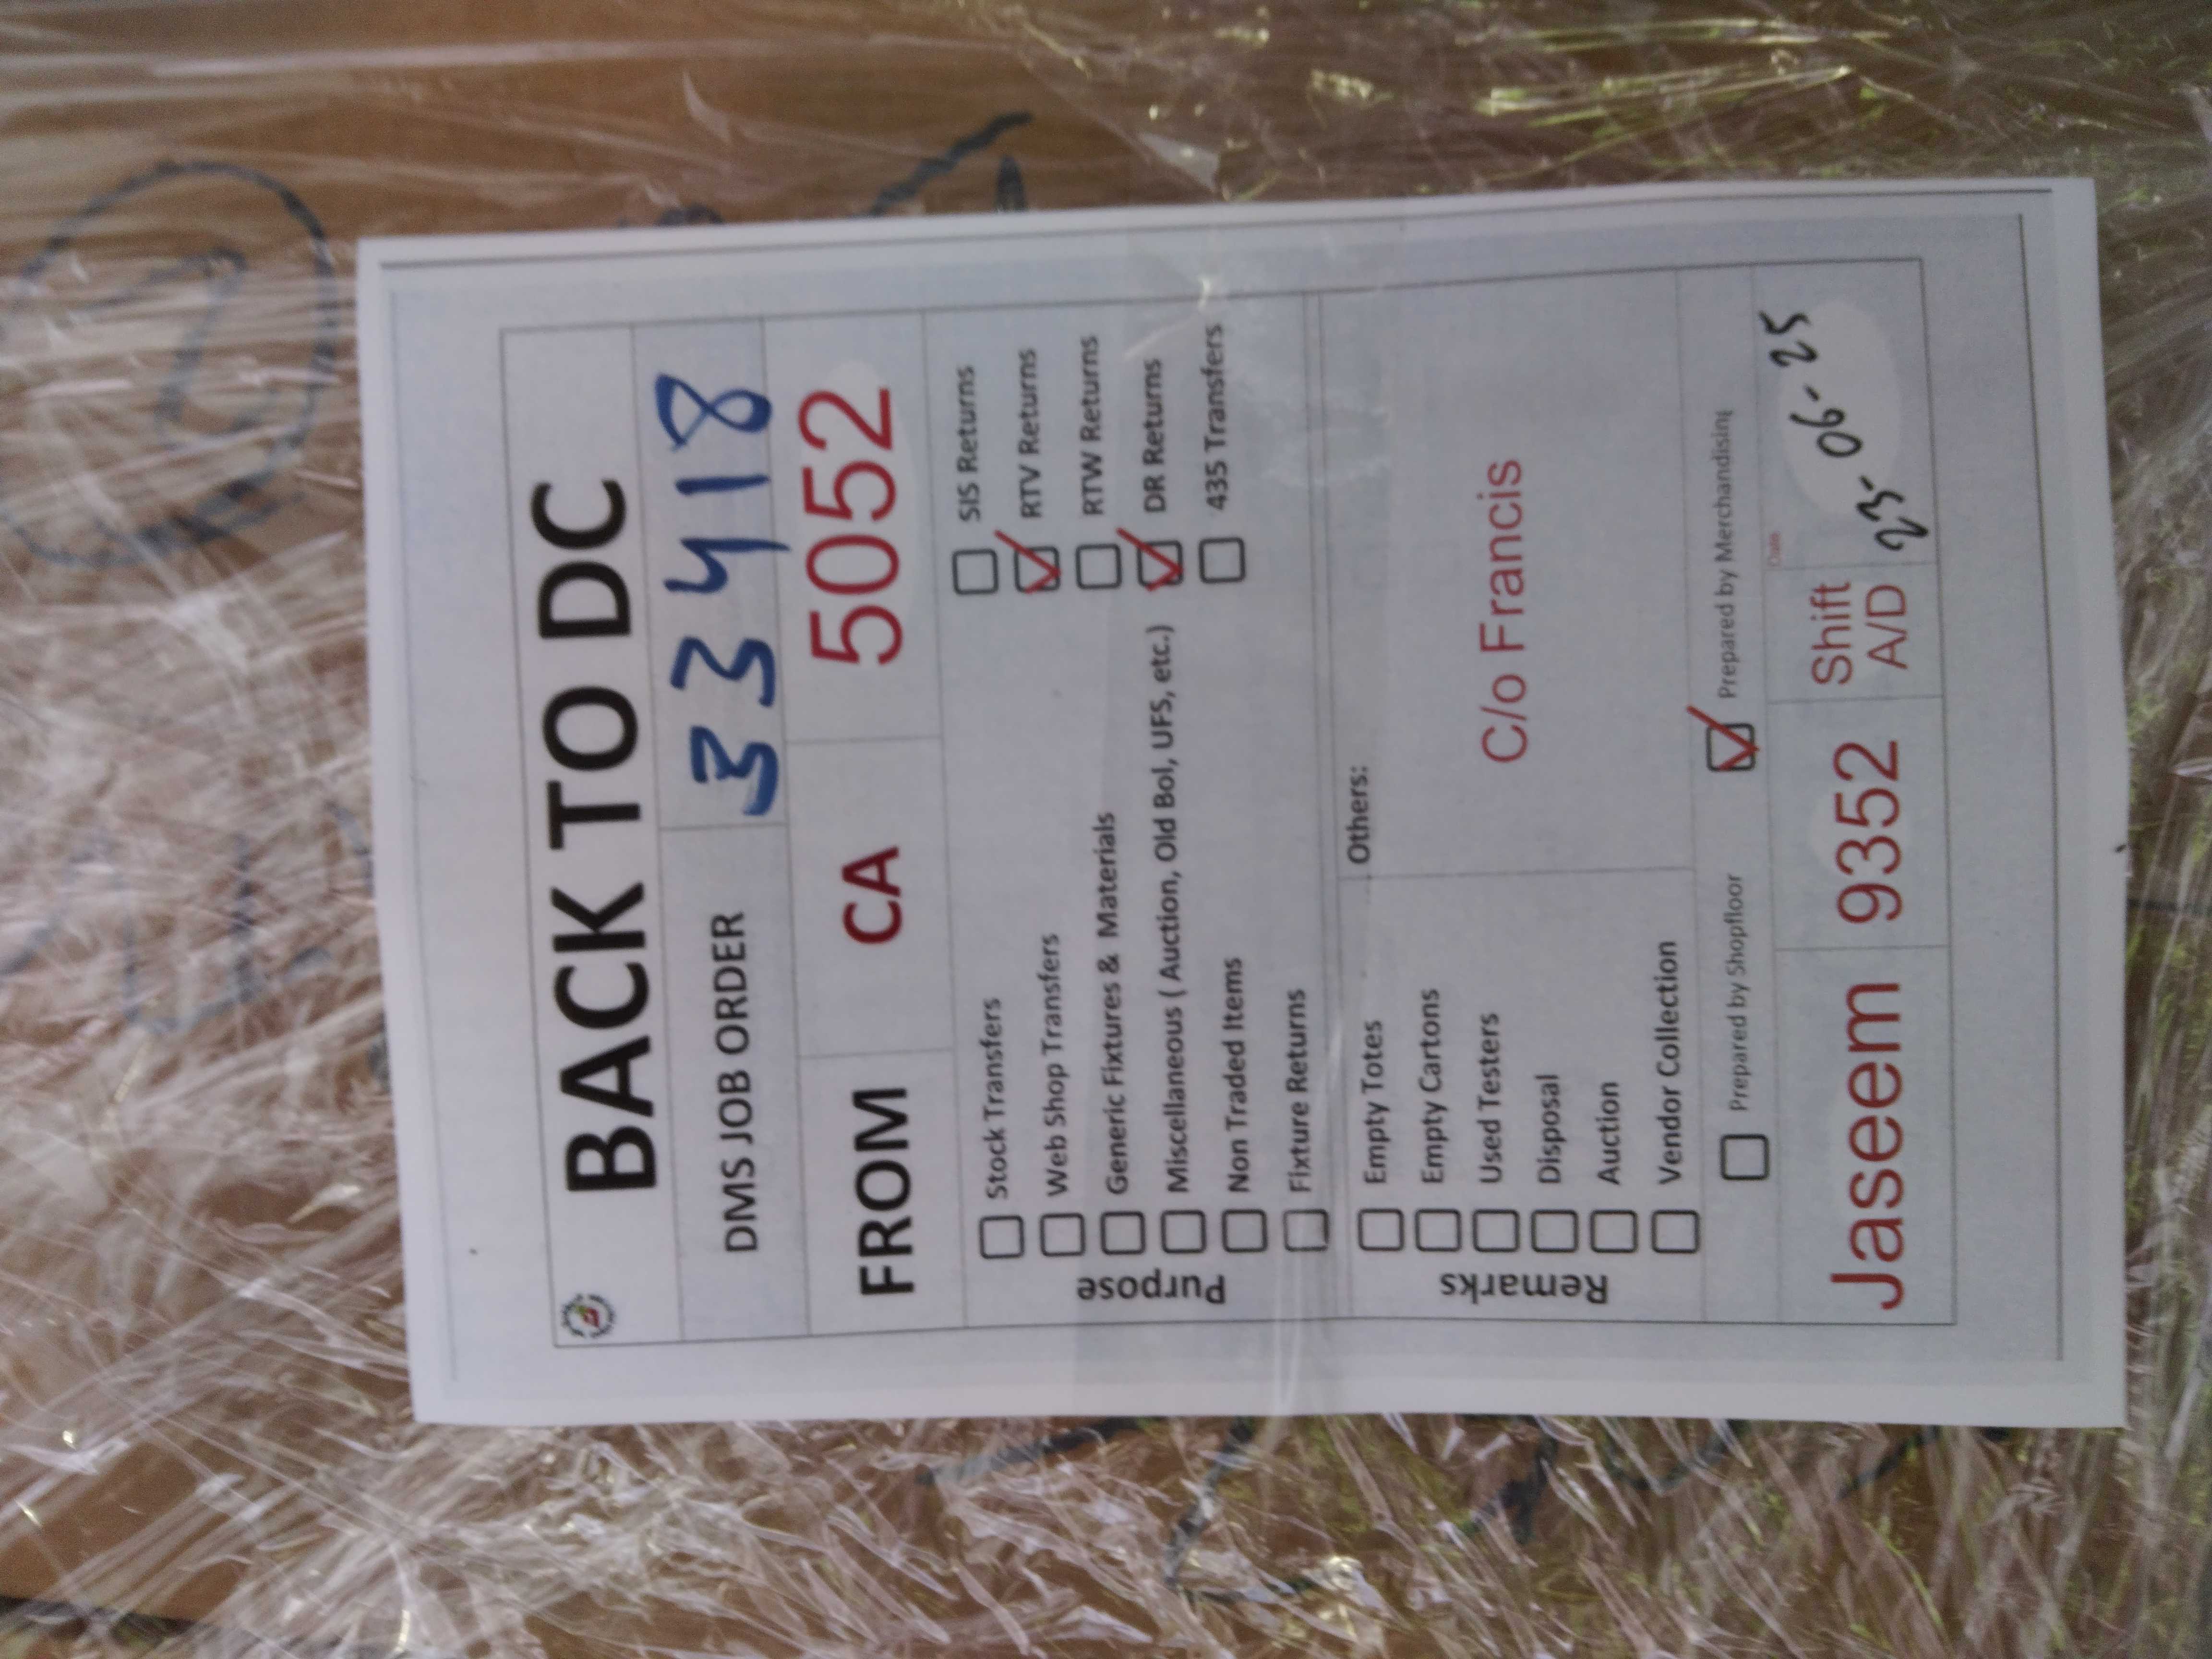 BACK TO DC
DMS JOB ORDER 33418
FROM CA 5052
Purpose
Stock Transfers
Web Shop Transfers
Generic Fixtures & Materials
Miscellaneous ( Auction, Old Bol, UFS, etc.)
Non Traded Items
Fixture Returns
SIS Returns
RTV Returns
RTW Returns
DR Returns
435 Transfers
Remarks
Empty Totes
Empty Cartons
Used Testers
Disposal
Auction
Vendor Collection
Others:
C/o Francis
Prepared by Shopfloor
Prepared by Merchandising
Jaseem 9352 Shift
A/D
Date
23-06-25